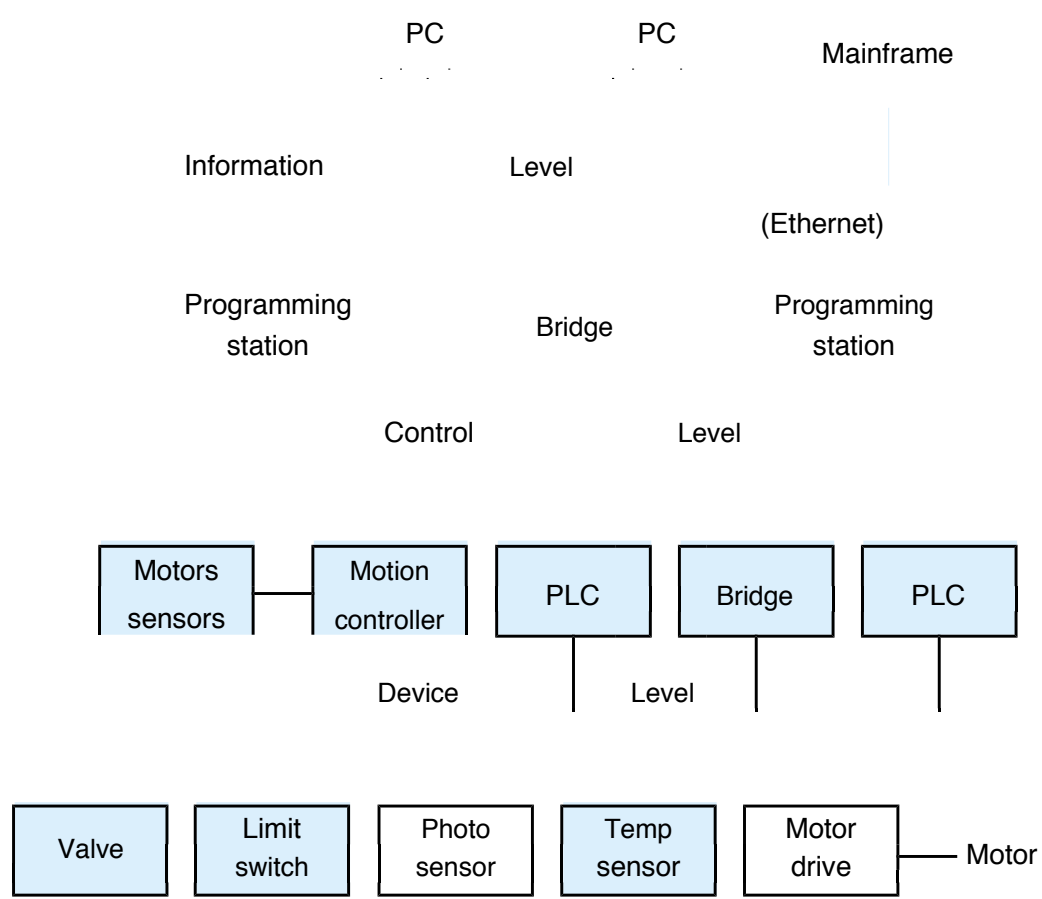 PC PC Mainframe
Information Level
(Ethernet)
Programming station Bridge Programming station
Control Level
Motors sensors Motion controller PLC Bridge PLC
Device Level
Valve Limit switch Photo sensor Temp sensor Motor drive Motor